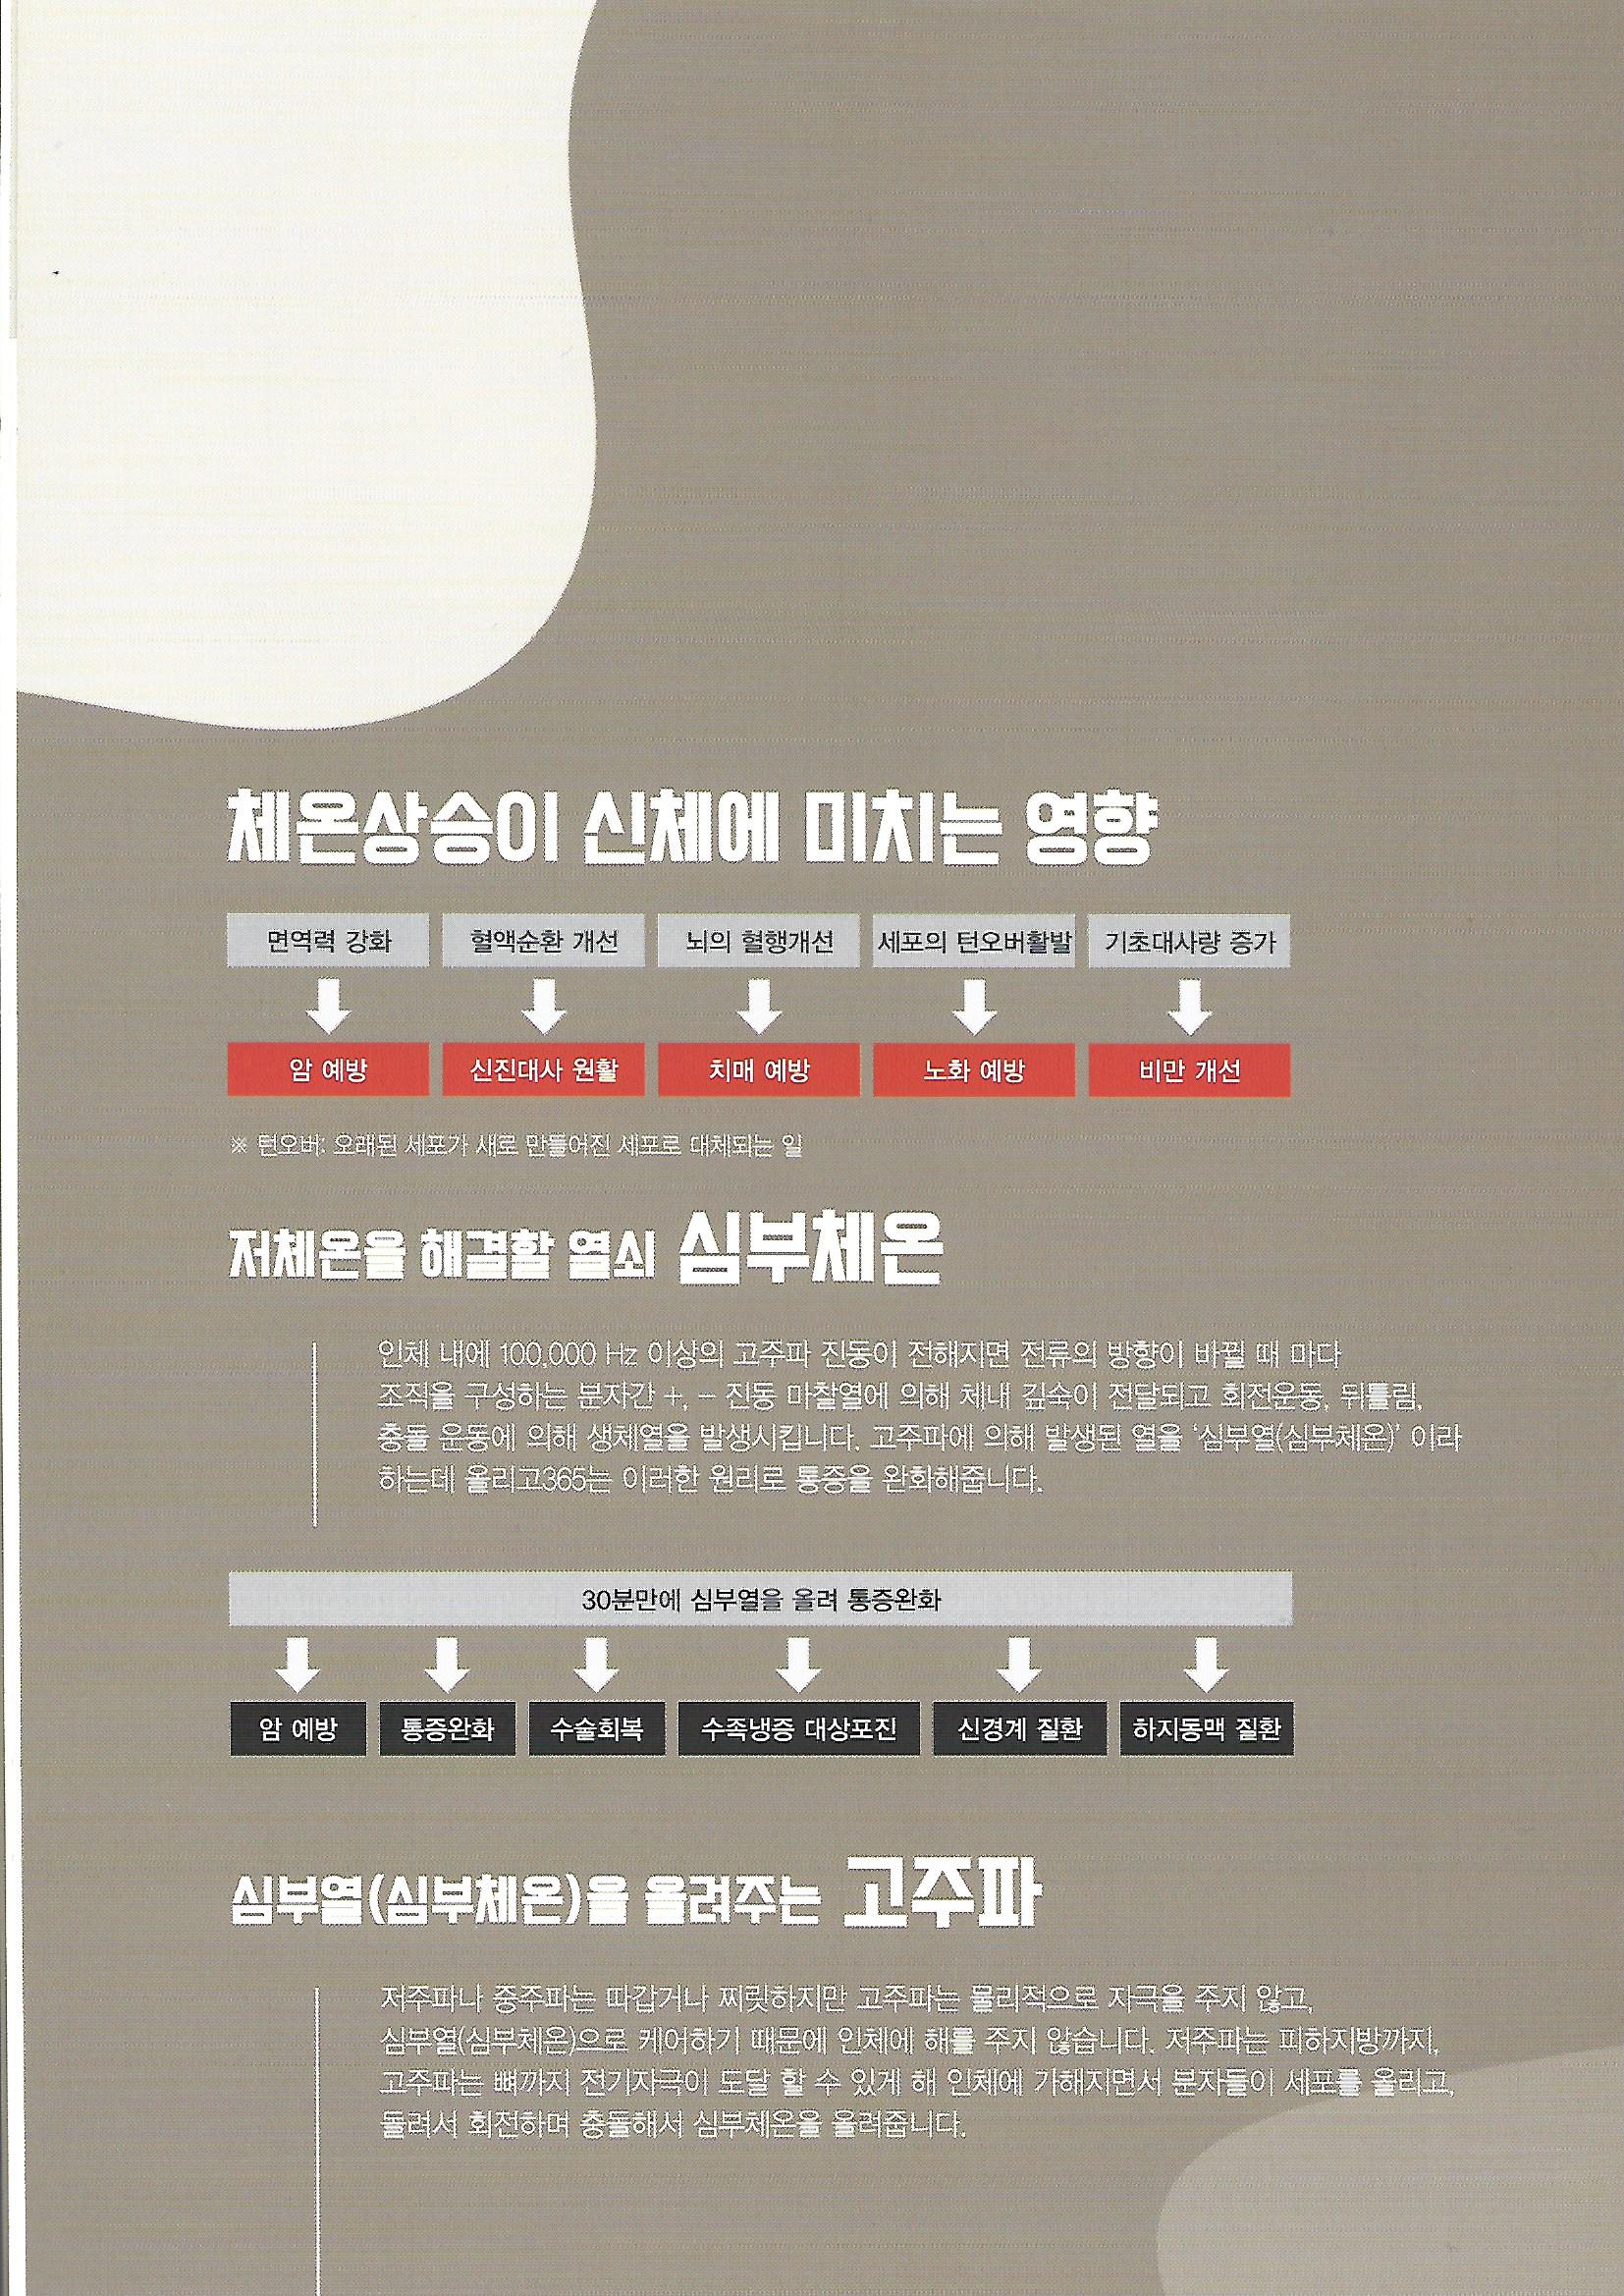 체온상승이 신체에 미치는 영향
면역력 강화 혈액순환 개선 뇌의 혈행개선 세포의 턴오버활발 기초대사량 증가
암 예방 신진대사 원활 치매 예방 노화 예방 비만 개선
※ 턴오버: 오래된 세포가 새로 만들어진 세포로 대체되는 일
저체온을 해결할 열쇠 심부체온
인체 내에 100,000 Hz 이상의 고주파 진동이 전해지면 전류의 방향이 바뀔 때 마다
조직을 구성하는 분자간 +, − 진동 마찰열에 의해 체내 깊숙이 전달되고 회전운동, 뒤틀림,
충돌 운동에 의해 생체열을 발생시킵니다. 고주파에 의해 발생된 열을 ‘심부열(심부체온)’ 이라
하는데 올리고365는 이러한 원리로 통증을 완화해줍니다.
30분만에 심부열을 올려 통증완화
암 예방 통증완화 수술회복 수족냉증 대상포진 신경계 질환 하지동맥 질환
심부열(심부체온)을 올려주는 고주파
저주파나 중주파는 따갑거나 찌릿하지만 고주파는 물리적으로 자극을 주지 않고,
심부열(심부체온)으로 케어하기 때문에 인체에 해를 주지 않습니다. 저주파는 피하지방까지,
고주파는 뼈까지 전기자극이 도달 할 수 있게 해 인체에 가해지면서 분자들이 세포를 올리고,
돌려서 회전하며 충돌해서 심부체온을 올려줍니다.